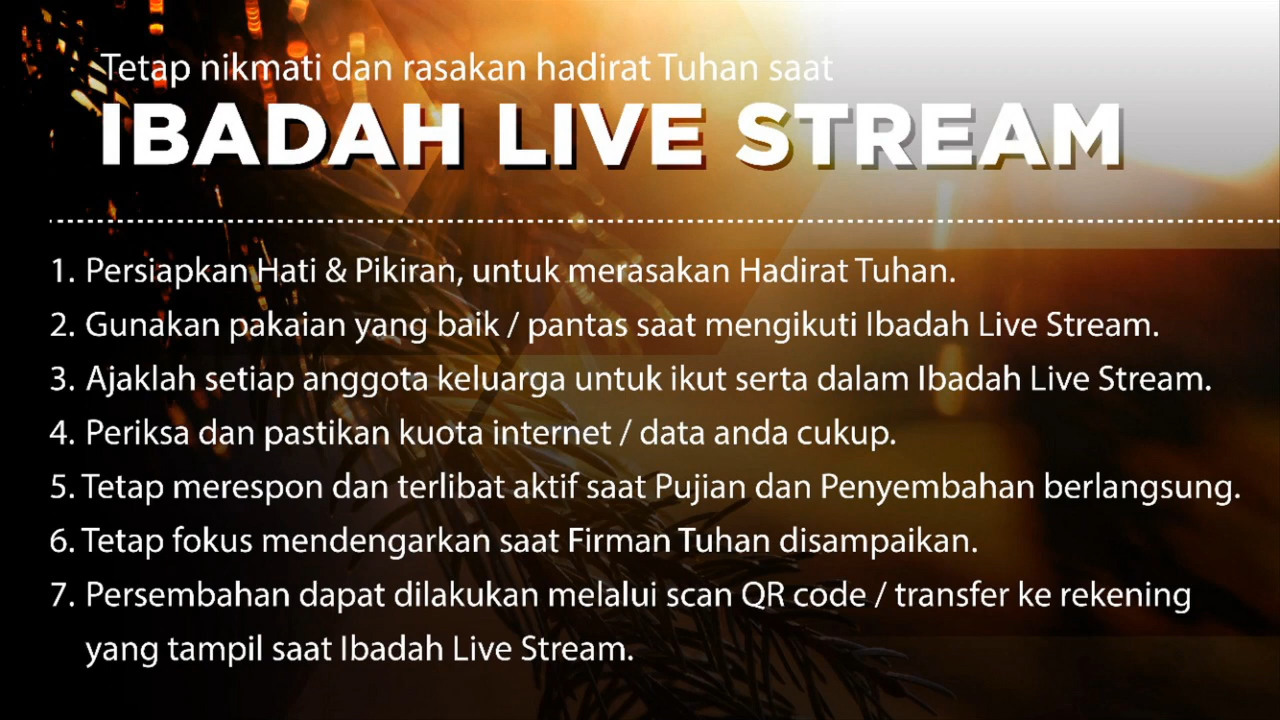 Tetap nikmati dan rasakan hadirat Tuhan saat
IBADAH LIVE STREAM
1. Persiapkan Hati & Pikiran, untuk merasakan Hadirat Tuhan.
2. Gunakan pakaian yang baik / pantas saat mengikuti Ibadah Live Stream.
3. Ajaklah setiap anggota keluarga untuk ikut serta dalam Ibadah Live Stream.
4. Periksa dan pastikan kuota internet / data anda cukup.
5. Tetap merespon dan terlibat aktif saat Pujian dan Penyembahan berlangsung.
6. Tetap fokus mendengarkan saat Firman Tuhan disampaikan.
7. Persembahan dapat dilakukan melalui scan QR code / transfer ke rekening
yang tampil saat Ibadah Live Stream.